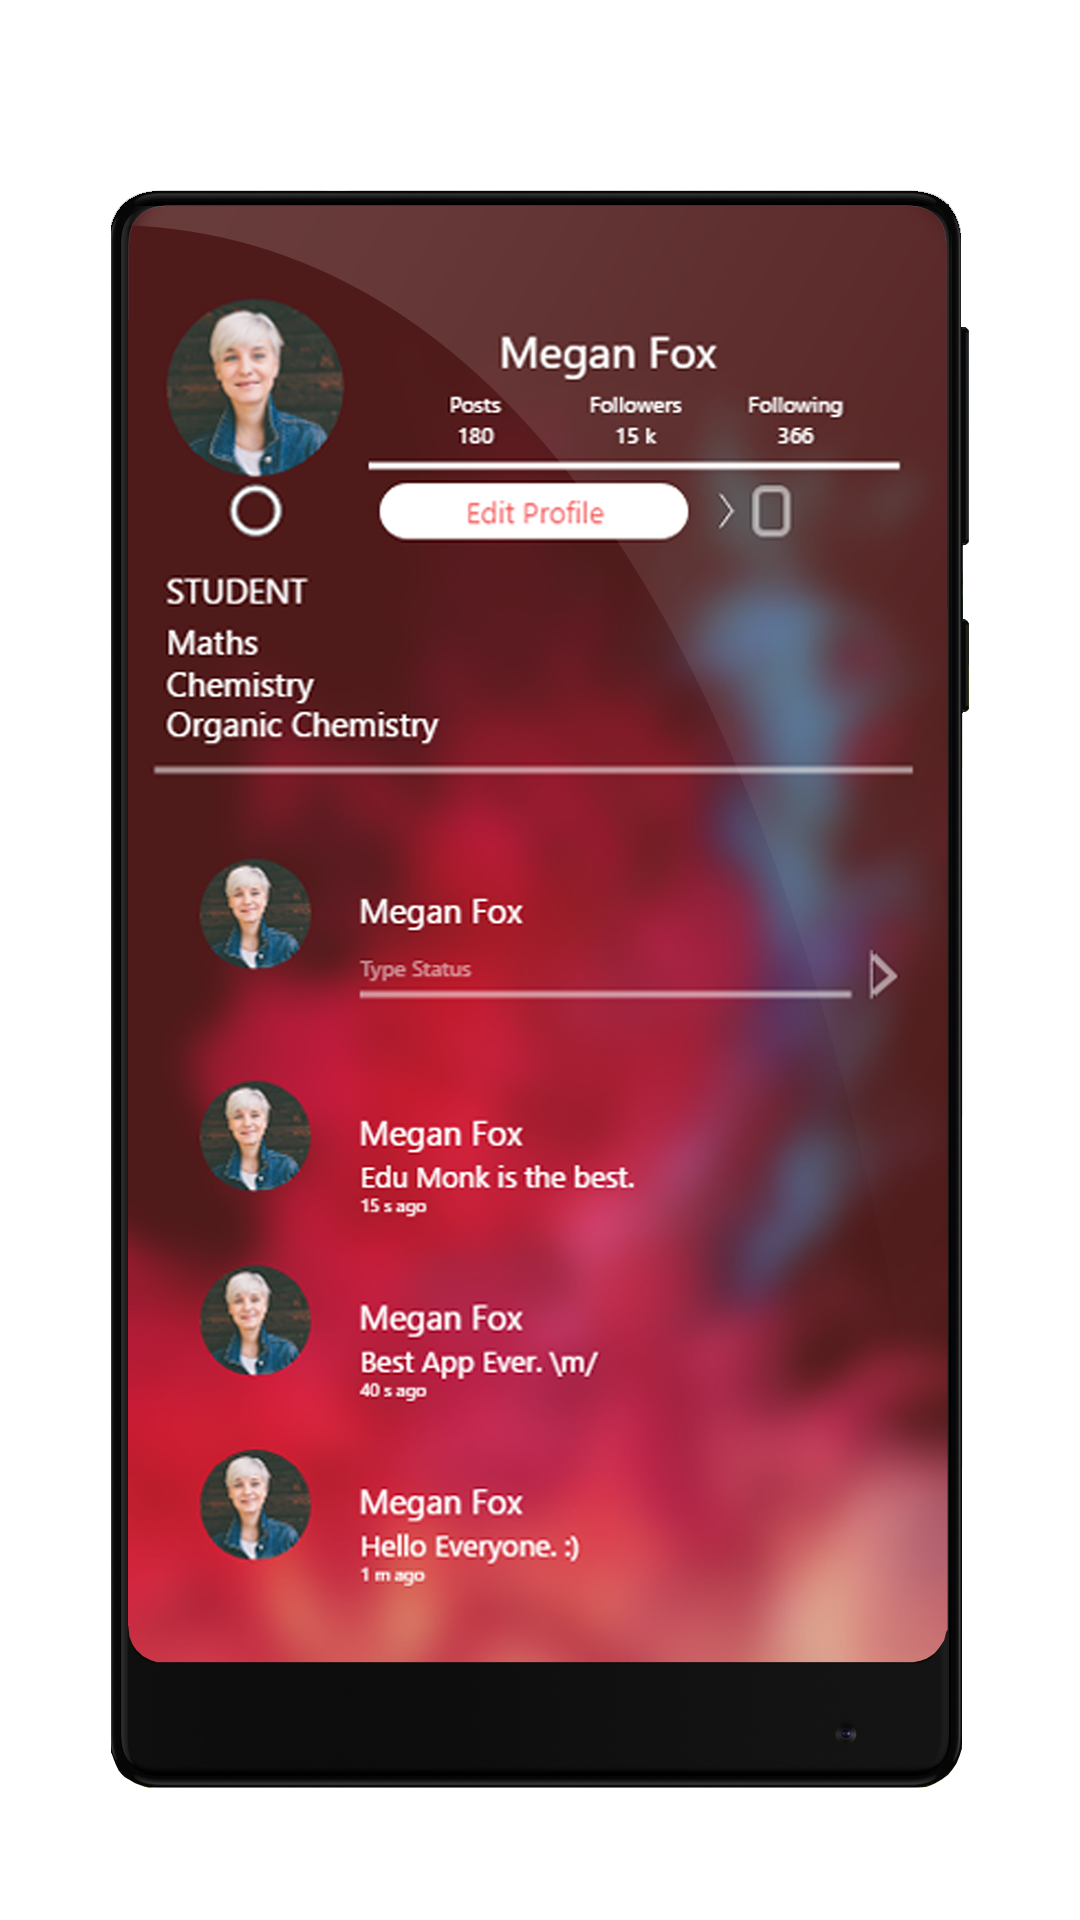 Megan Fox
Posts Followers Following
180 15 k 366
Edit Profile
STUDENT
Maths
Chemistry
Organic Chemistry
Megan Fox
Type Status
Megan Fox
Edu Monk is the best.
15 s ago
Megan Fox
Best App Ever. \m/
40 s ago
Megan Fox
Hello Everyone. :)
1 m ago